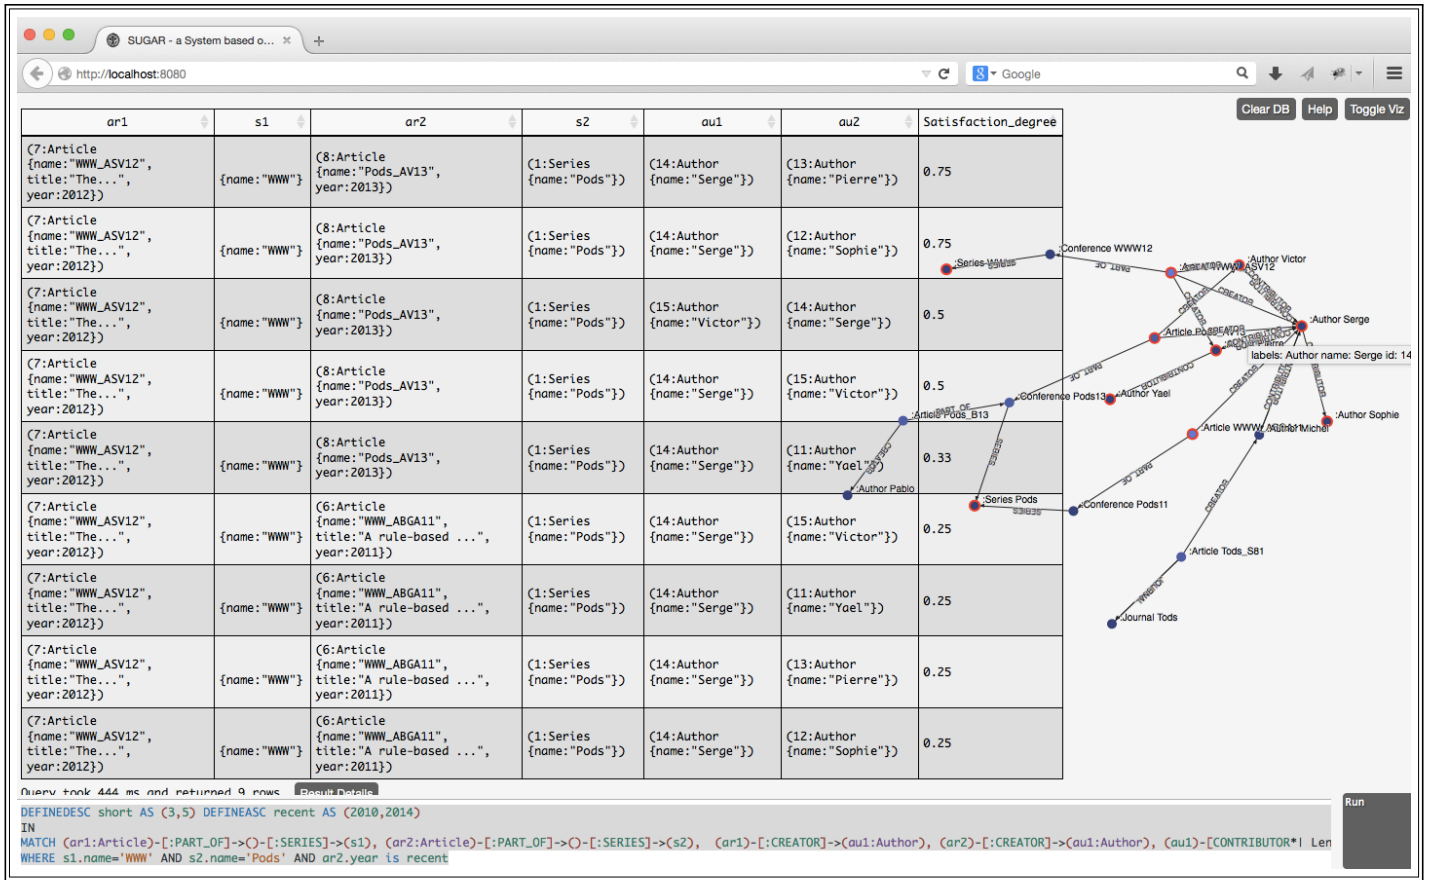 SUGAR - a System based o... × +
http://localhost:8080
Google
Clear DB Help Toggle Viz
ar1 s1 ar2 s2 au1 au2 Satisfaction_degree
(7:Article {name:"WWW_ASV12", title:"The...", year:2012}) {name:"WWW"} (8:Article {name:"Pods_AV13", year:2013}) (1:Series {name:"Pods"}) (14:Author {name:"Serge"}) (13:Author {name:"Pierre"}) 0.75
(7:Article {name:"WWW_ASV12", title:"The...", year:2012}) {name:"WWW"} (8:Article {name:"Pods_AV13", year:2013}) (1:Series {name:"Pods"}) (14:Author {name:"Serge"}) (12:Author {name:"Sophie"}) 0.75
(7:Article {name:"WWW_ASV12", title:"The...", year:2012}) {name:"WWW"} (8:Article {name:"Pods_AV13", year:2013}) (1:Series {name:"Pods"}) (15:Author {name:"Victor"}) (14:Author {name:"Serge"}) 0.5
(7:Article {name:"WWW_ASV12", title:"The...", year:2012}) {name:"WWW"} (8:Article {name:"Pods_AV13", year:2013}) (1:Series {name:"Pods"}) (14:Author {name:"Serge"}) (15:Author {name:"Victor"}) 0.5
(7:Article {name:"WWW_ASV12", title:"The...", year:2012}) {name:"WWW"} (8:Article {name:"Pods_AV13", year:2013}) (1:Series {name:"Pods"}) (14:Author {name:"Serge"}) (11:Author {name:"Yael"}) 0.33
(7:Article {name:"WWW_ASV12", title:"The...", year:2012}) {name:"WWW"} (6:Article {name:"WWW_ABGA11", title:"A rule-based ...", year:2011}) (1:Series {name:"Pods"}) (14:Author {name:"Serge"}) (15:Author {name:"Victor"}) 0.25
(7:Article {name:"WWW_ASV12", title:"The...", year:2012}) {name:"WWW"} (6:Article {name:"WWW_ABGA11", title:"A rule-based ...", year:2011}) (1:Series {name:"Pods"}) (14:Author {name:"Serge"}) (11:Author {name:"Yael"}) 0.25
(7:Article {name:"WWW_ASV12", title:"The...", year:2012}) {name:"WWW"} (6:Article {name:"WWW_ABGA11", title:"A rule-based ...", year:2011}) (1:Series {name:"Pods"}) (14:Author {name:"Serge"}) (13:Author {name:"Pierre"}) 0.25
(7:Article {name:"WWW_ASV12", title:"The...", year:2012}) {name:"WWW"} (6:Article {name:"WWW_ABGA11", title:"A rule-based ...", year:2011}) (1:Series {name:"Pods"}) (14:Author {name:"Serge"}) (12:Author {name:"Sophie"}) 0.25
:Conference WWW12
:Author Victor
PART_OF
SERIES
CREATOR
CONTRIBUTOR
CREATOR
:Author Serge
labels: Author name: Serge id: 14
PART_OF
CONTRIBUTOR
CREATOR
:Conference Pods13
:Author Yael
:Article Pods_B13
PART_OF
:Author Sophie
CREATOR
SERIES
PART_OF
:Author Pablo
:Series Pods
SERIES
:Conference Pods11
CREATOR
:Article Tods_S81
JOURNAL
:Journal Tods
Query took 444 ms and returned 9 rows. Result Details
DEFINEDESC short AS (3,5) DEFINEASC recent AS (2010,2014)
IN
MATCH (ar1:Article)-[:PART_OF]->()-[:SERIES]->(s1), (ar2:Article)-[:PART_OF]->()-[:SERIES]->(s2), (ar1)-[:CREATOR]->(au1:Author), (ar2)-[:CREATOR]->(au1:Author), (au1)-[CONTRIBUTOR*| Len
WHERE s1.name='WWW' AND s2.name='Pods' AND ar2.year is recent
Run